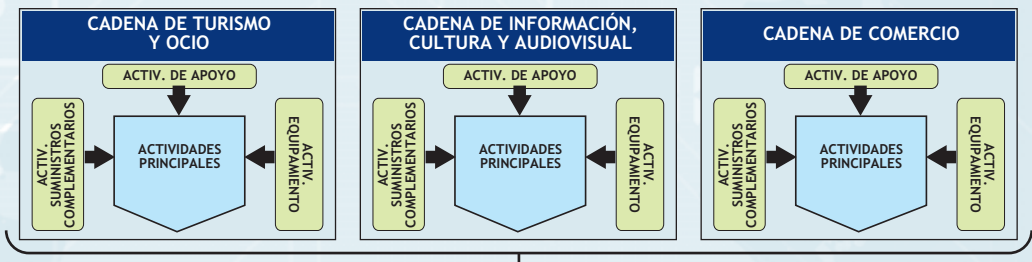 CADENA DE TURISMO
Y OCIO
ACTIV. DE APOYO
ACTIV.
SUMINISTROS
COMPLEMENTARIOS
ACTIVIDADES
PRINCIPALES
ACTIV.
EQUIPAMIENTO
CADENA DE INFORMACIÓN,
CULTURA Y AUDIOVISUAL
ACTIV. DE APOYO
ACTIV.
SUMINISTROS
COMPLEMENTARIOS
ACTIVIDADES
PRINCIPALES
ACTIV.
EQUIPAMIENTO
CADENA DE COMERCIO
ACTIV. DE APOYO
ACTIV.
SUMINISTROS
COMPLEMENTARIOS
ACTIVIDADES
PRINCIPALES
ACTIV.
EQUIPAMIENTO